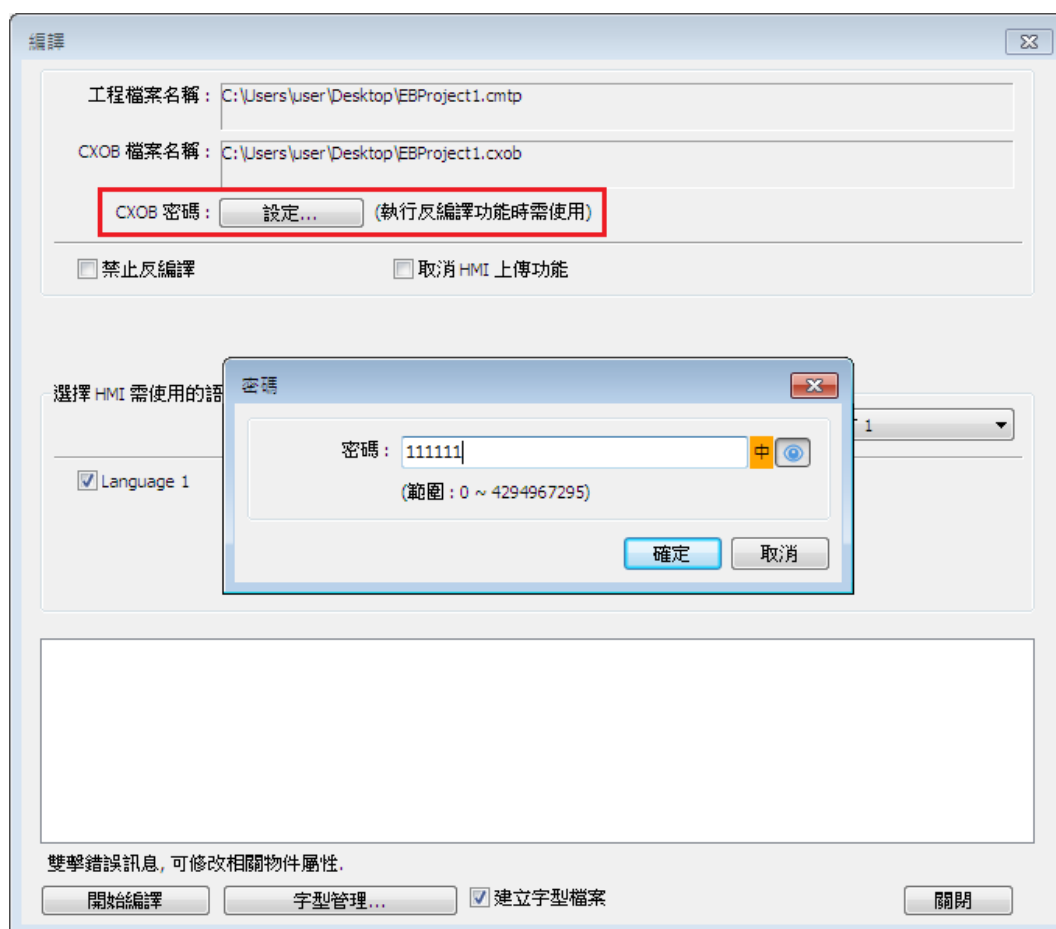 編譯
工程檔案名稱：C:\Users\user\Desktop\EBProject1.cmtp
CXOB 檔案名稱：C:\Users\user\Desktop\EBProject1.cxob
CXOB 密碼： 設定... (執行反編譯功能時需使用)
禁止反編譯 取消 HMI 上傳功能
選擇 HMI 需使用的語
1
Language 1
密碼
密碼： 111111 中
(範圍：0 ~ 4294967295)
確定 取消
雙擊錯誤訊息, 可修改相關物件屬性.
開始編譯 字型管理... 建立字型檔案 關閉